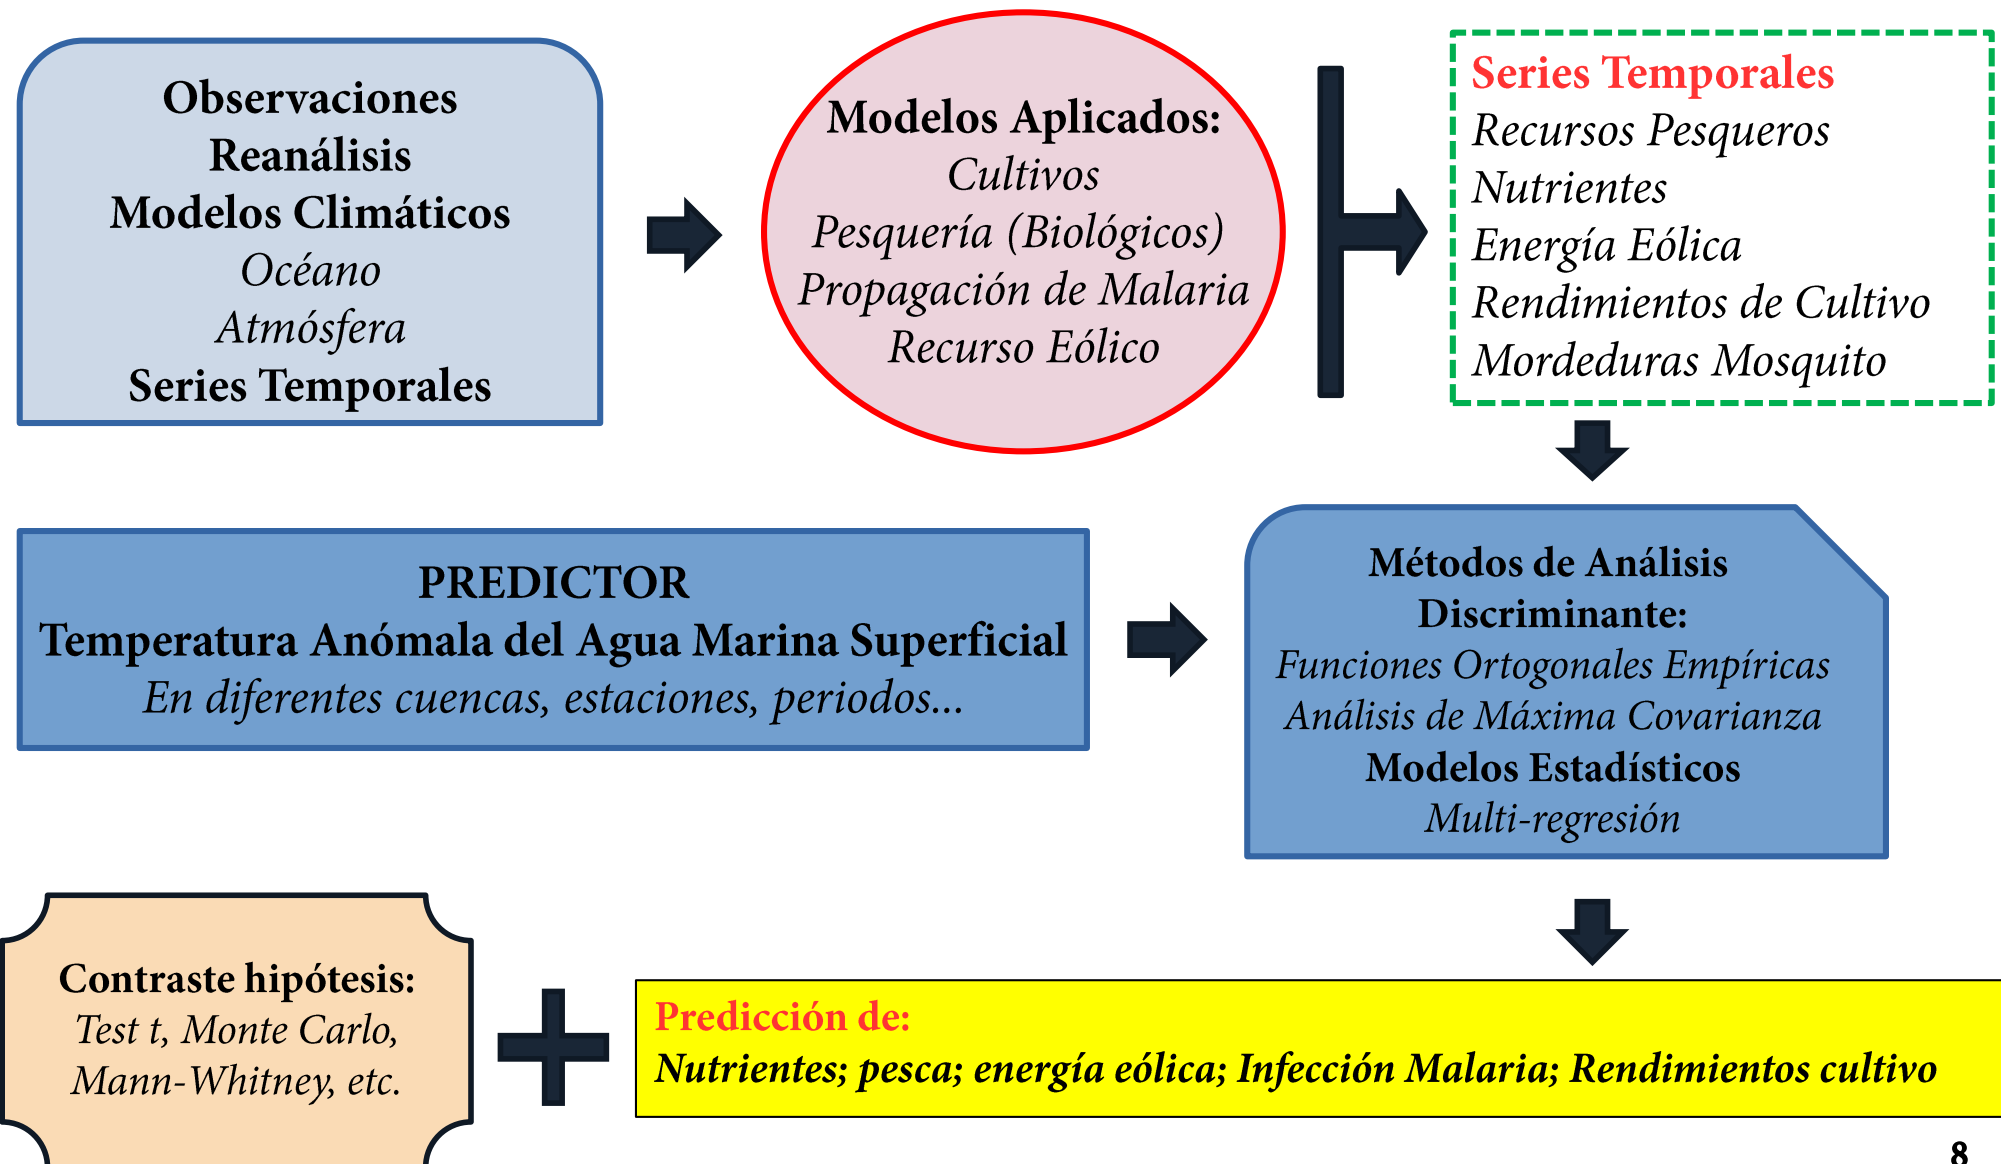 Observaciones
Reanálisis
Modelos Climáticos
Océano
Atmósfera
Series Temporales
Modelos Aplicados:
Cultivos
Pesquería (Biológicos)
Propagación de Malaria
Recurso Eólico
Series Temporales
Recursos Pesqueros
Nutrientes
Energía Eólica
Rendimientos de Cultivo
Mordeduras Mosquito
PREDICTOR
Temperatura Anómala del Agua Marina Superficial
En diferentes cuencas, estaciones, periodos...
Métodos de Análisis
Discriminante:
Funciones Ortogonales Empíricas
Análisis de Máxima Covarianza
Modelos Estadísticos
Multi-regresión
Contraste hipótesis:
Test t, Monte Carlo,
Mann-Whitney, etc.
Predicción de:
Nutrientes; pesca; energía eólica; Infección Malaria; Rendimientos cultivo
8